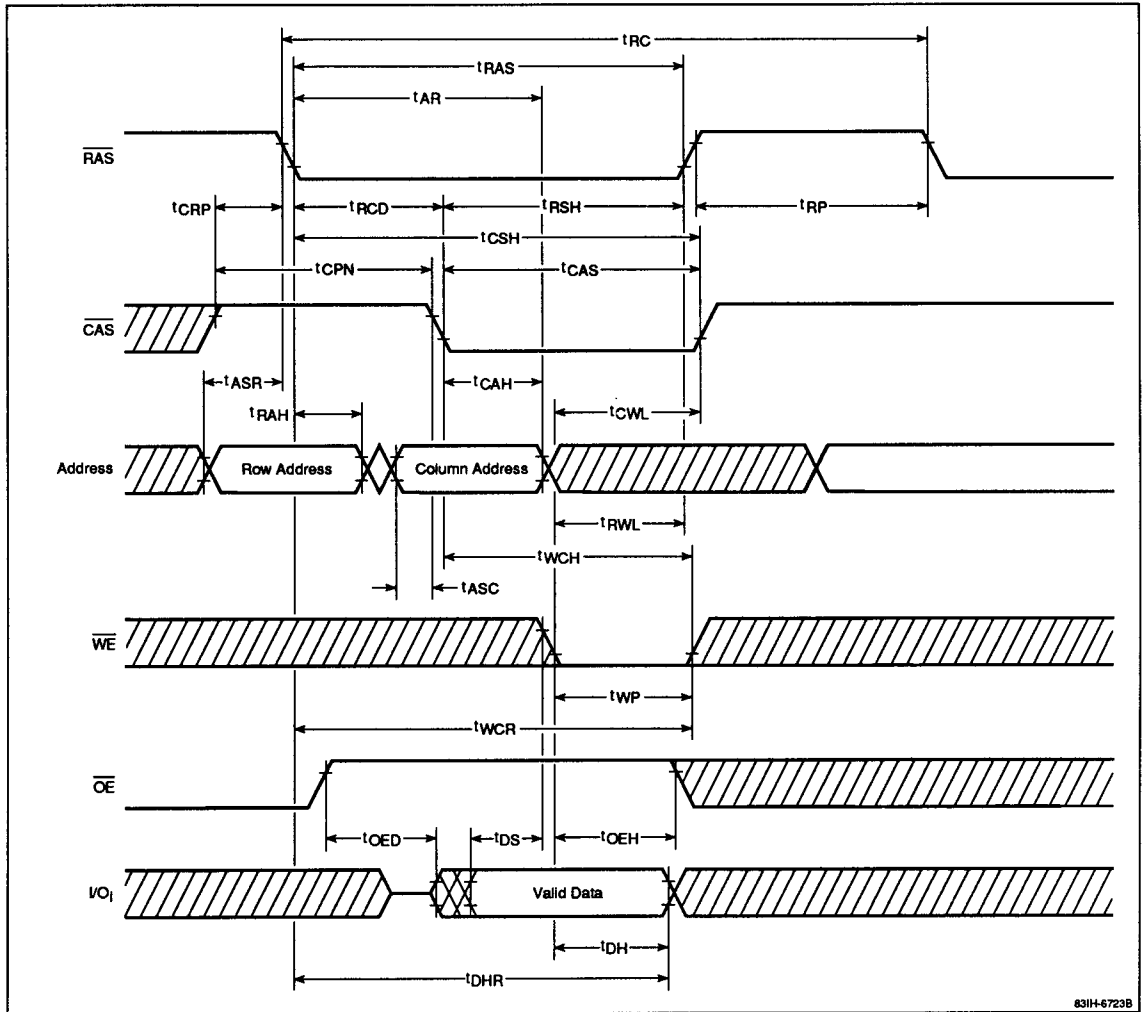 tRC
tRAS
tAR
RAS
tCRP
tRCD
tRSH
tRP
tCSH
tCPN
tCAS
CAS
tASR
tCAH
tRAH
tCWL
Address
Row Address
Column Address
tRWL
tWCH
tASC
WE
tWP
tWCR
OE
tOED
tDS
tOEH
I/Oi
Valid Data
tDH
tDHR
83IH-6723B